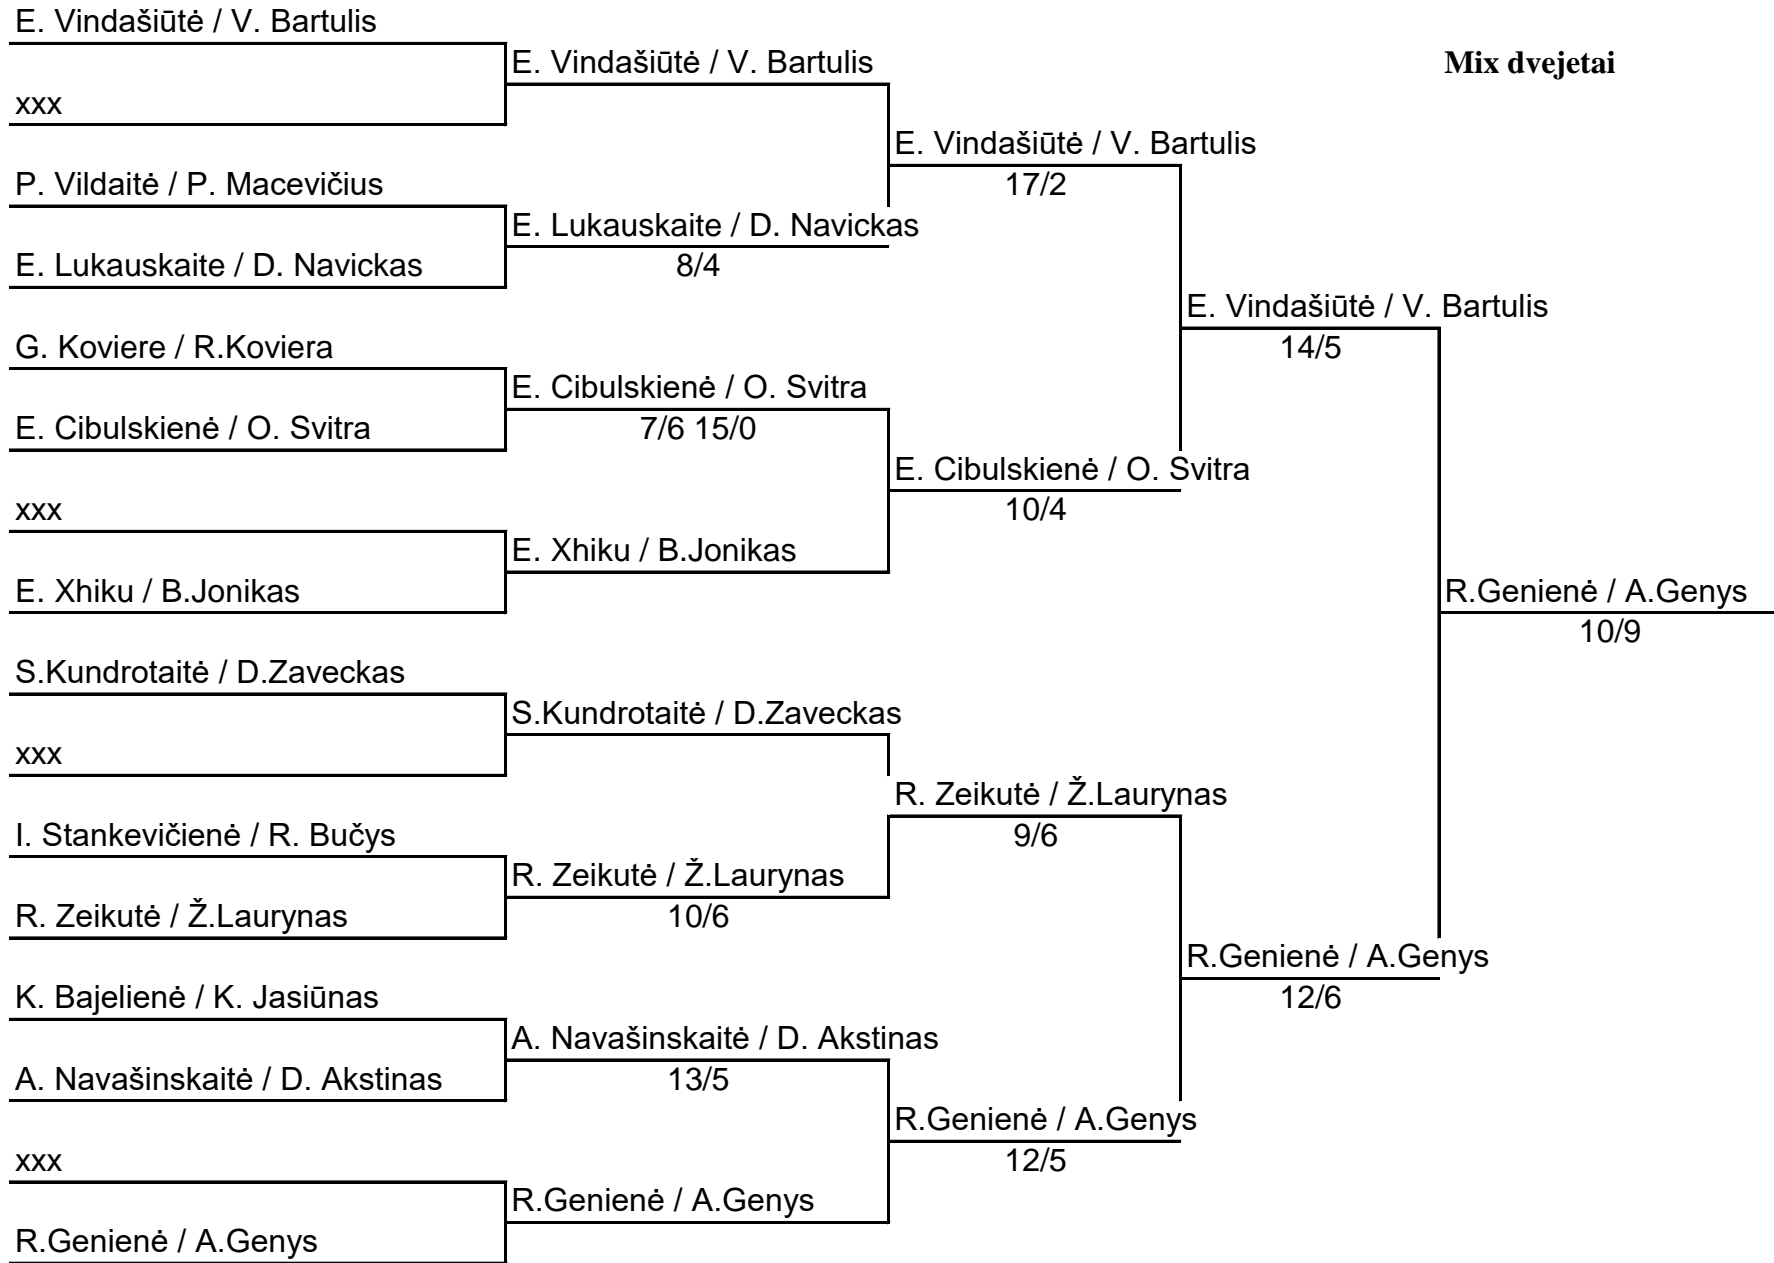 E. Vindašiūtė / V. Bartulis
E. Vindašiūtė / V. Bartulis
Mix dvejetai
xxx
E. Vindašiūtė / V. Bartulis
P. Vildaitė / P. Macevičius
17/2
E. Lukauskaite / D. Navickas
E. Lukauskaite / D. Navickas
8/4
E. Vindašiūtė / V. Bartulis
G. Koviere / R.Koviera
14/5
E. Cibulskienė / O. Svitra
E. Cibulskienė / O. Svitra
7/6 15/0
E. Cibulskienė / O. Svitra
xxx
10/4
E. Xhiku / B.Jonikas
E. Xhiku / B.Jonikas
R.Genienė / A.Genys
10/9
S.Kundrotaitė / D.Zaveckas
S.Kundrotaitė / D.Zaveckas
xxx
R. Zeikutė / Ž.Laurynas
I. Stankevičienė / R. Bučys
9/6
R. Zeikutė / Ž.Laurynas
R. Zeikutė / Ž.Laurynas
10/6
R.Genienė / A.Genys
K. Bajelienė / K. Jasiūnas
12/6
A. Navašinskaitė / D. Akstinas
A. Navašinskaitė / D. Akstinas
13/5
R.Genienė / A.Genys
xxx
12/5
R.Genienė / A.Genys
R.Genienė / A.Genys